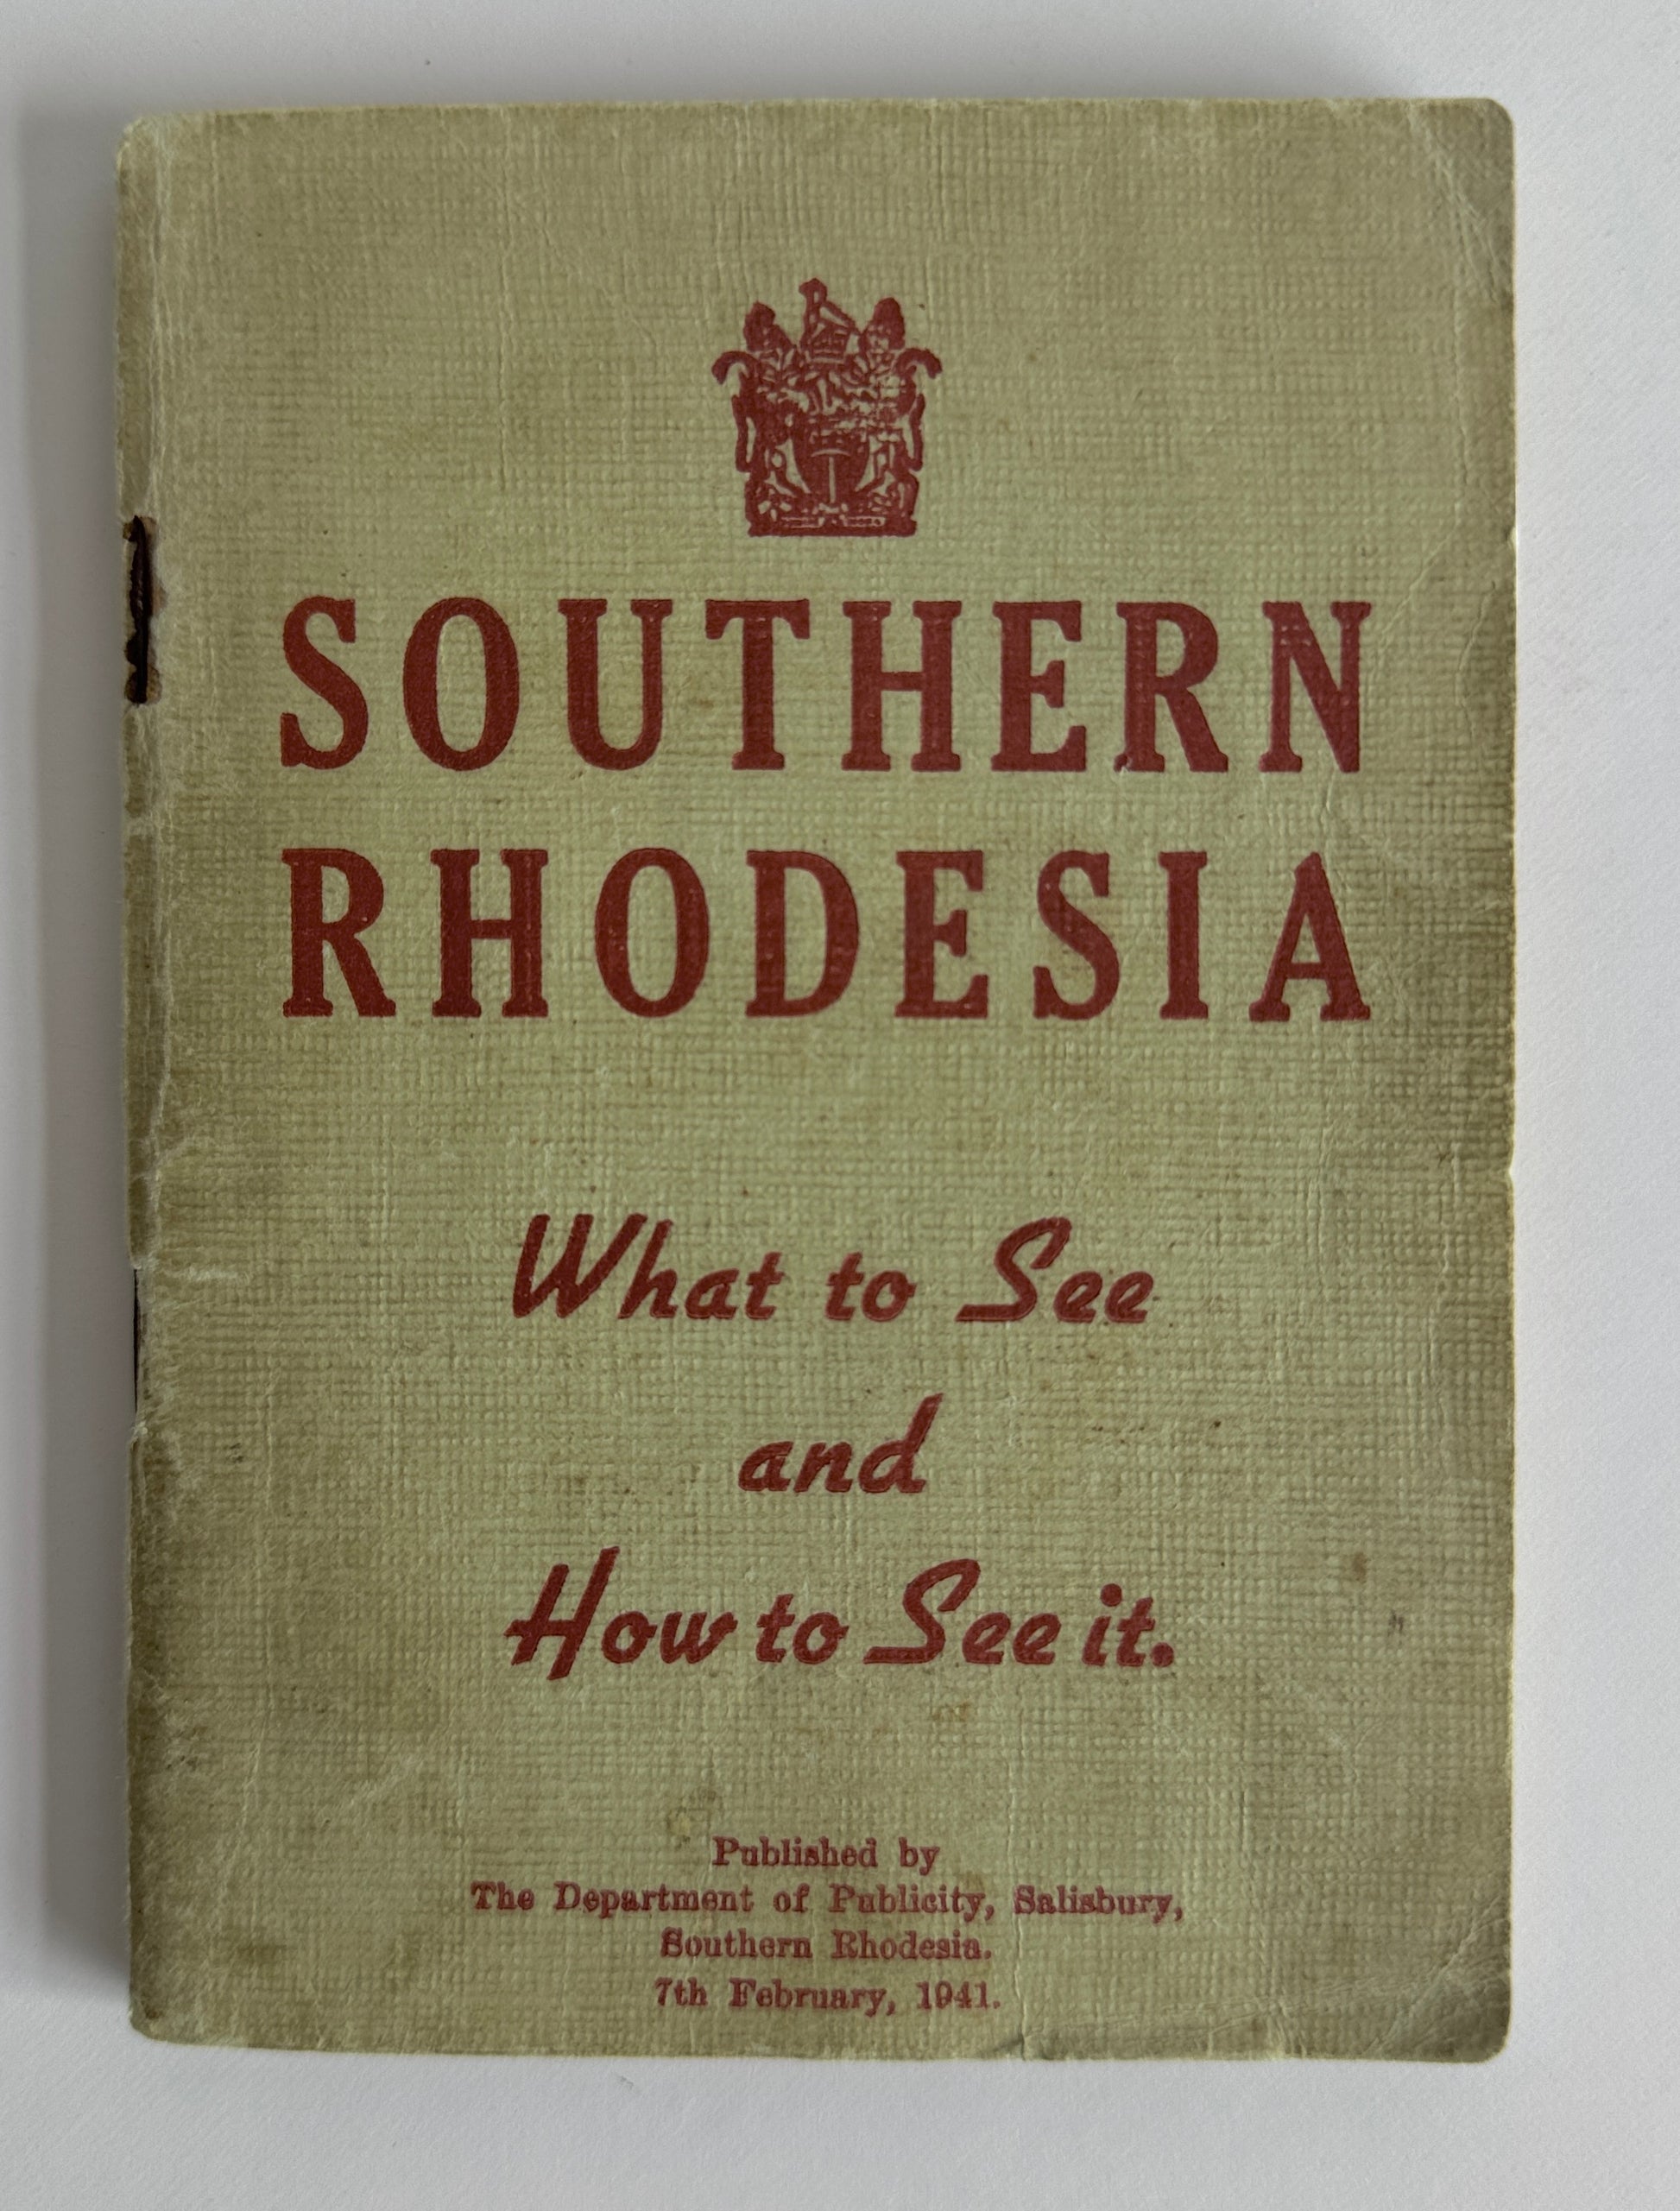 SOUTHERN
RHODESIA
What to See
and
How to See it.
Published by
The Department of Publicity, Salisbury,
Southern Rhodesia.
7th February, 1941.